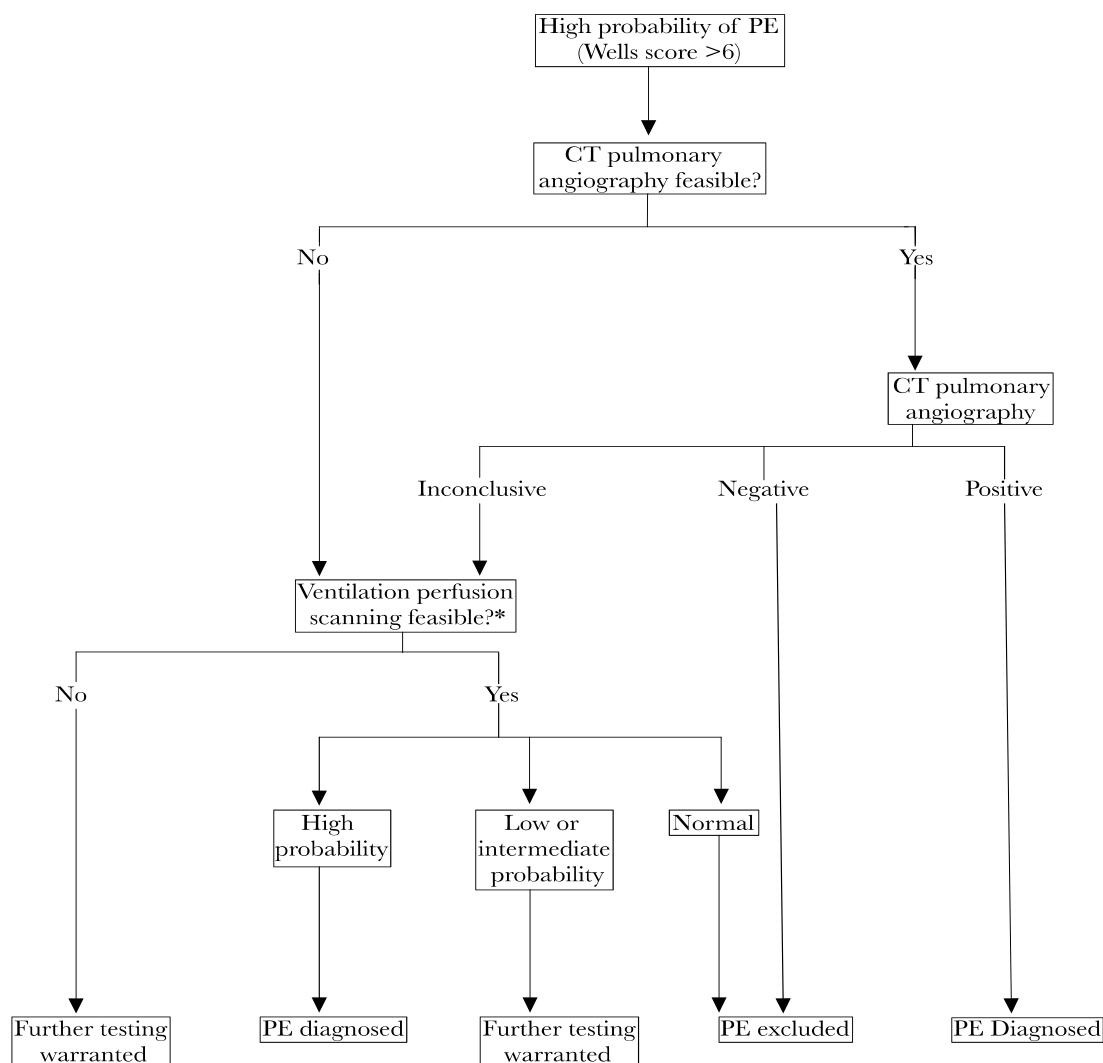 High probability of PE
(Wells score >6)
CT pulmonary
angiography feasible?
No
Yes
CT pulmonary
angiography
Inconclusive
Negative
Positive
Ventilation perfusion
scanning feasible?*
No
Yes
High
probability
Low or
intermediate
probability
Normal
Further testing
warranted
PE diagnosed
Further testing
warranted
PE excluded
PE Diagnosed